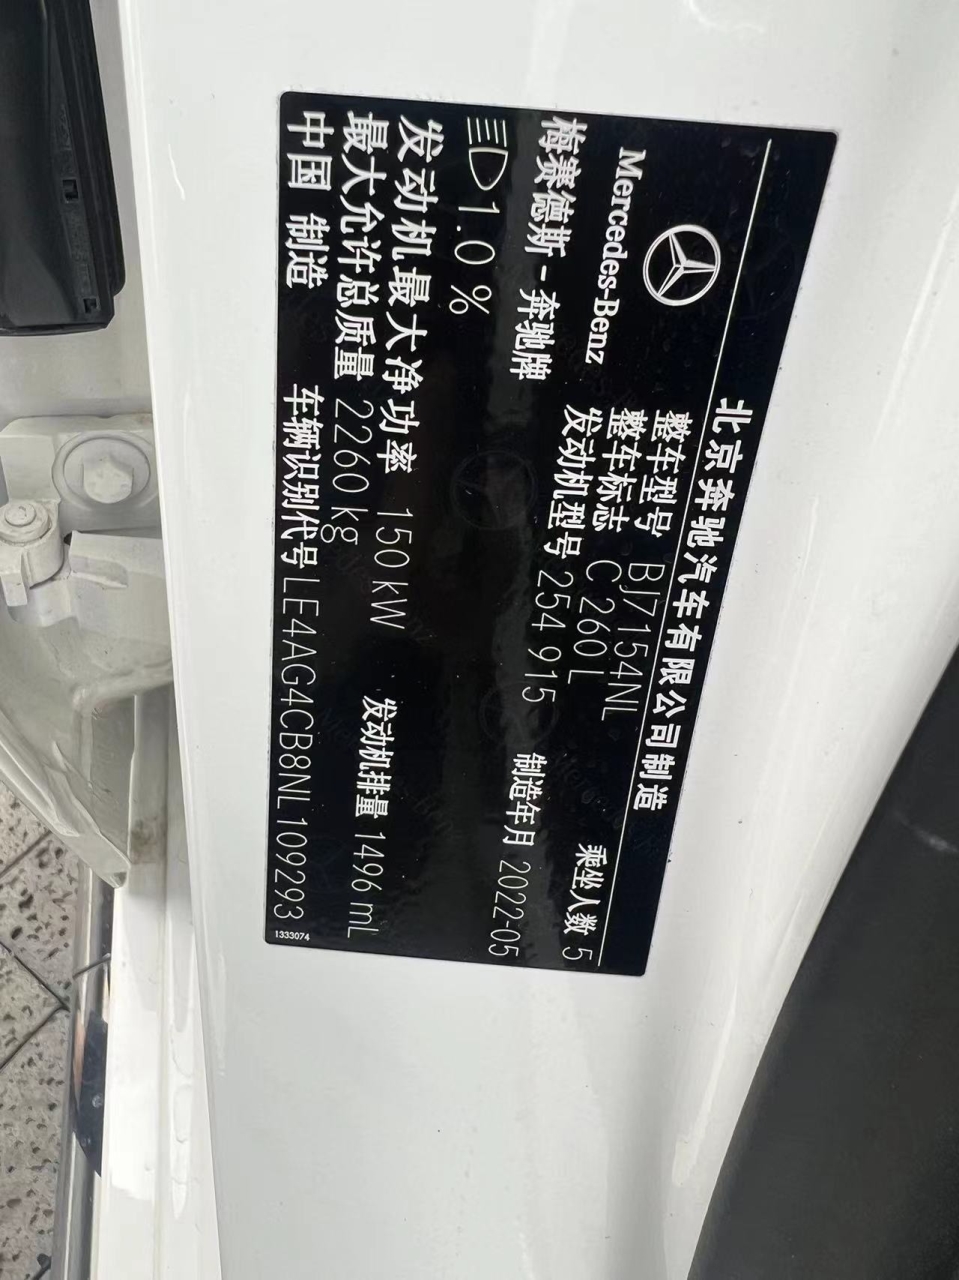 北京奔驰汽车有限公司制造
Mercedes-Benz
梅赛德斯-奔驰牌
整车型号 BJ7154NL
整车标志 C 260 L
发动机型号 254 915
乘坐人数 5
制造年月 2022-05
1.0 %
发动机最大净功率 150 kW
发动机排量 1496 mL
最大允许总质量 2260 kg
中国 制造
车辆识别代号 LE4AG4CB8NL109293
1333074